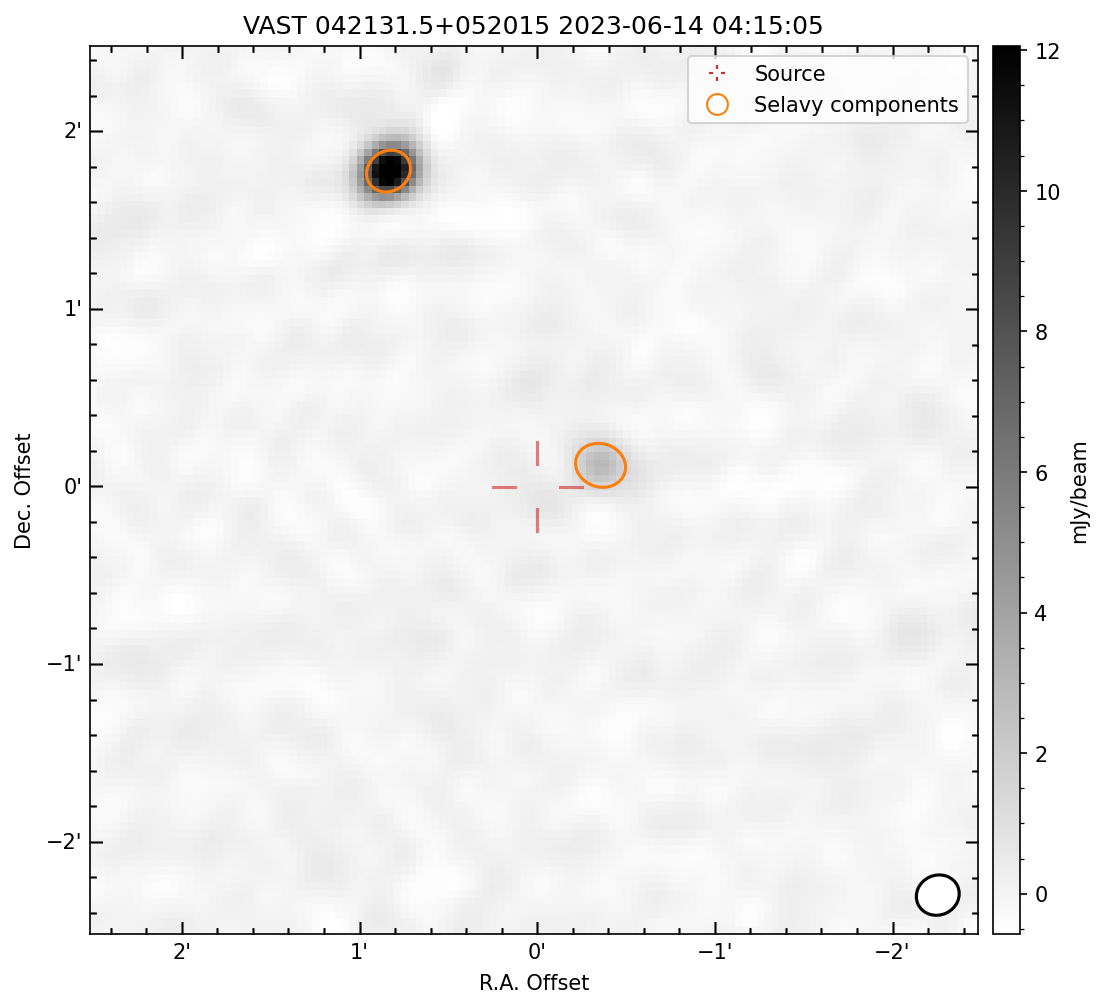 VAST 042131.5+052015 2023-06-14 04:15:05
Source
Selavy components
2'
1'
0'
−1'
−2'
Dec. Offset
2'
1'
0'
−1'
−2'
R.A. Offset
12
10
8
6
4
2
0
mJy/beam